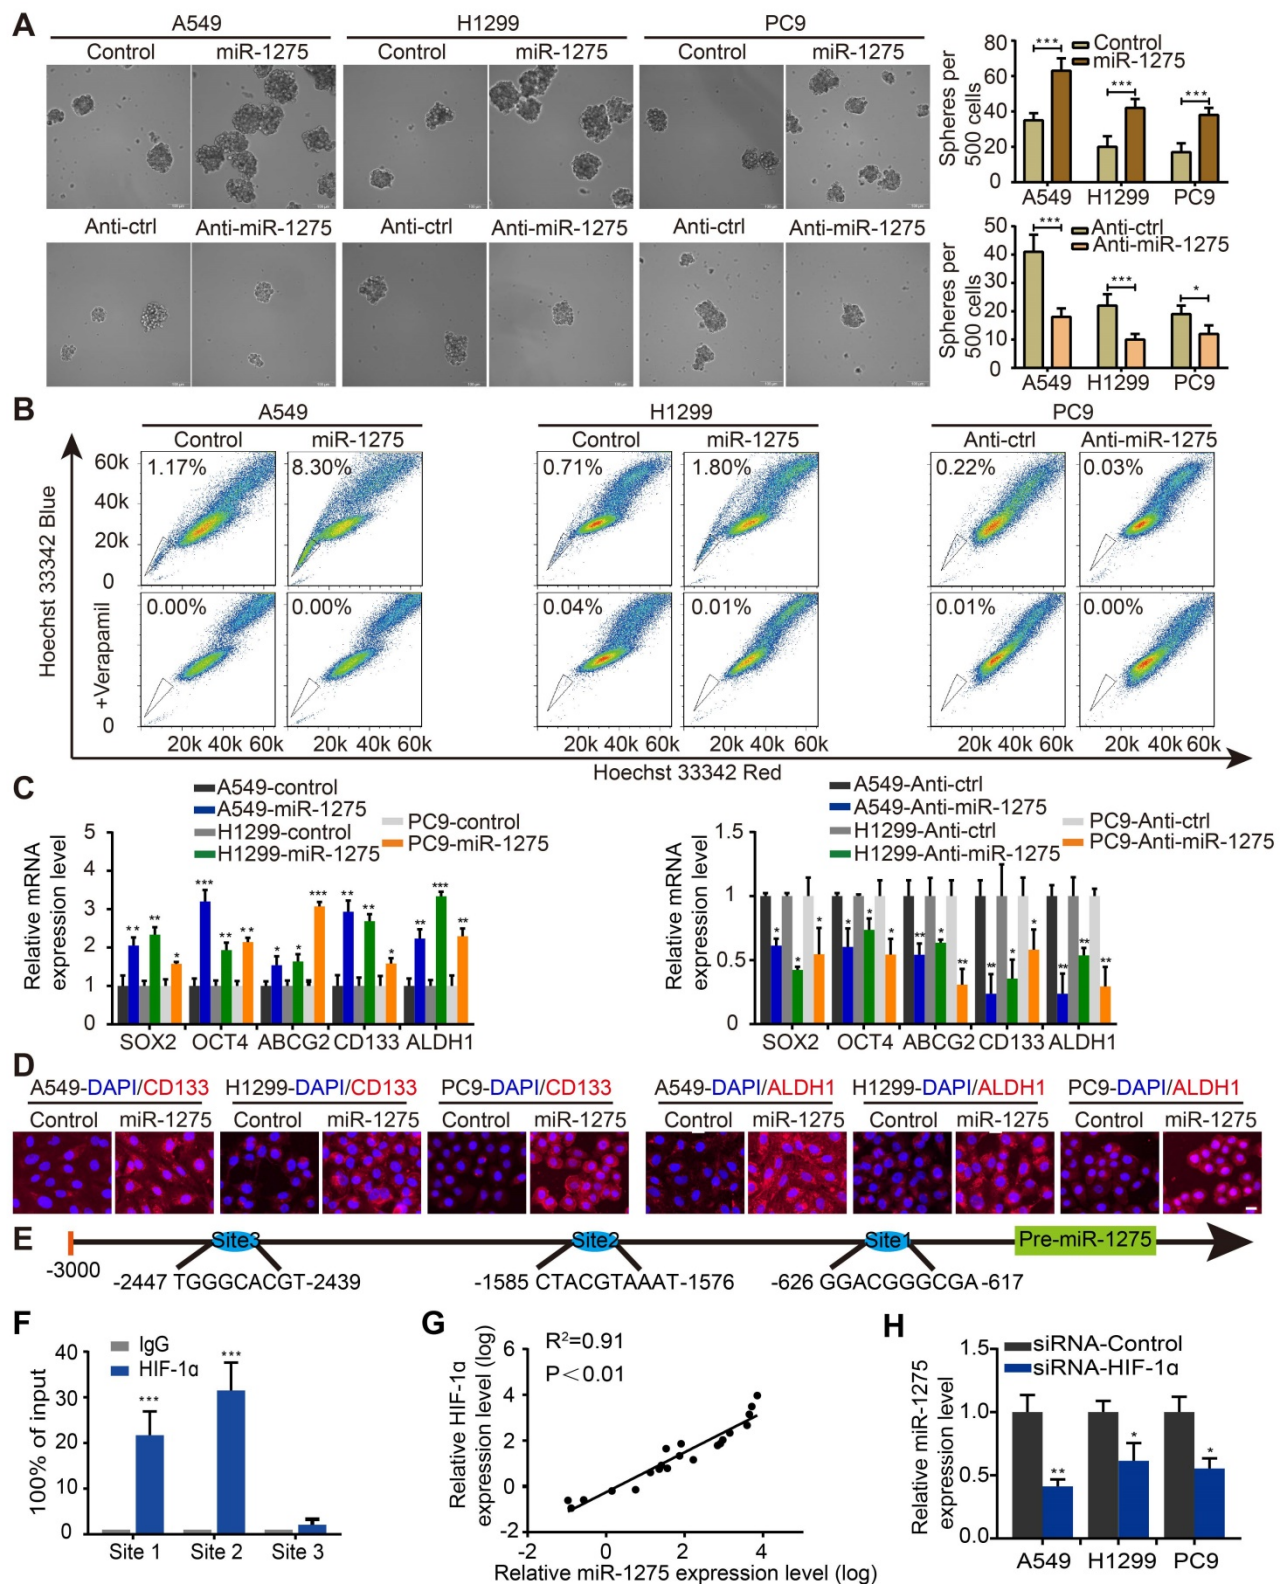 A
A549
H1299
PC9
Control
miR-1275
Control
miR-1275
Control
miR-1275
Anti-ctrl
Anti-miR-1275
Anti-ctrl
Anti-miR-1275
Anti-ctrl
Anti-miR-1275
Spheres per
500 cells
80
60
40
20
0
Control
miR-1275
***
***
***
A549
H1299
PC9
Spheres per
500 cells
50
40
30
20
10
0
Anti-ctrl
Anti-miR-1275
***
***
*
A549
H1299
PC9
B
A549
H1299
PC9
Control
miR-1275
Control
miR-1275
Anti-ctrl
Anti-miR-1275
Hoechst 33342 Blue
60k
40k
20k
0
1.17%
8.30%
0.71%
1.80%
0.22%
0.03%
+Verapamil
0
0.00%
0.00%
0.04%
0.01%
0.01%
0.00%
20k 40k 60k
20k 40k 60k
20k 40k 60k
20k 40k 60k
20k 40k 60k
20k 40k 60k
Hoechst 33342 Red
C
A549-control
A549-miR-1275
H1299-control
H1299-miR-1275
PC9-control
PC9-miR-1275
Relative mRNA
expression level
5
4
3
2
1
0
** ** *
*** ** **
* * ***
** ** *
** *** **
SOX2
OCT4
ABCG2
CD133
ALDH1
A549-Anti-ctrl
A549-Anti-miR-1275
H1299-Anti-ctrl
H1299-Anti-miR-1275
PC9-Anti-ctrl
PC9-Anti-miR-1275
Relative mRNA
expression level
1.5
1
0.5
0
* * *
* * *
** * **
** * *
** ** **
SOX2
OCT4
ABCG2
CD133
ALDH1
D
A549-DAPI/CD133
H1299-DAPI/CD133
PC9-DAPI/CD133
A549-DAPI/ALDH1
H1299-DAPI/ALDH1
PC9-DAPI/ALDH1
Control
miR-1275
Control
miR-1275
Control
miR-1275
Control
miR-1275
Control
miR-1275
Control
miR-1275
E
Site3
Site2
Site1
Pre-miR-1275
-3000
-2447 TGGGCACGT-2439
-1585 CTACGTAAAT-1576
-626 GGACGGGCGA -617
F
IgG
HIF-1α
100% of input
40
30
20
10
0
***
***
Site 1
Site 2
Site 3
G
R²=0.91
P<0.01
Relative HIF-1α
expression level (log)
6
4
2
0
-2
-2
0
2
4
Relative miR-1275 expression level (log)
H
siRNA-Control
siRNA-HIF-1α
Relative miR-1275
expression level
1.5
1.0
0.5
0.0
**
*
*
A549
H1299
PC9